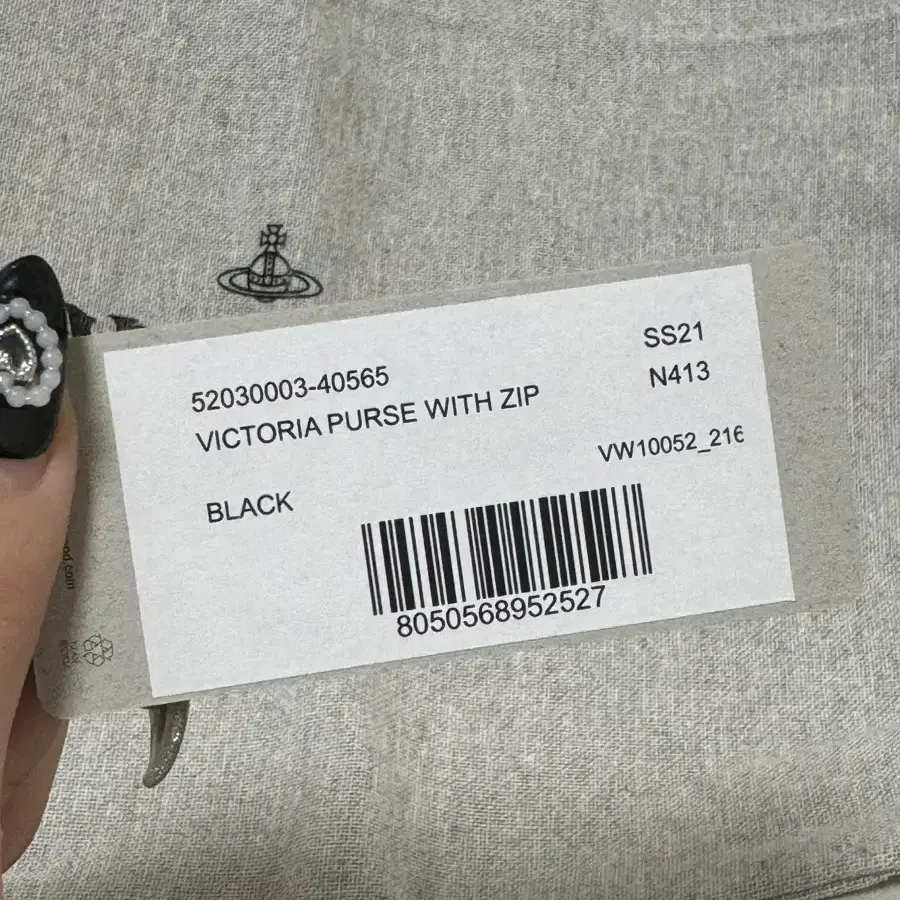 SS21
52030003-40565
N413
VICTORIA PURSE WITH ZIP
VW10052_216
BLACK
8050568952527